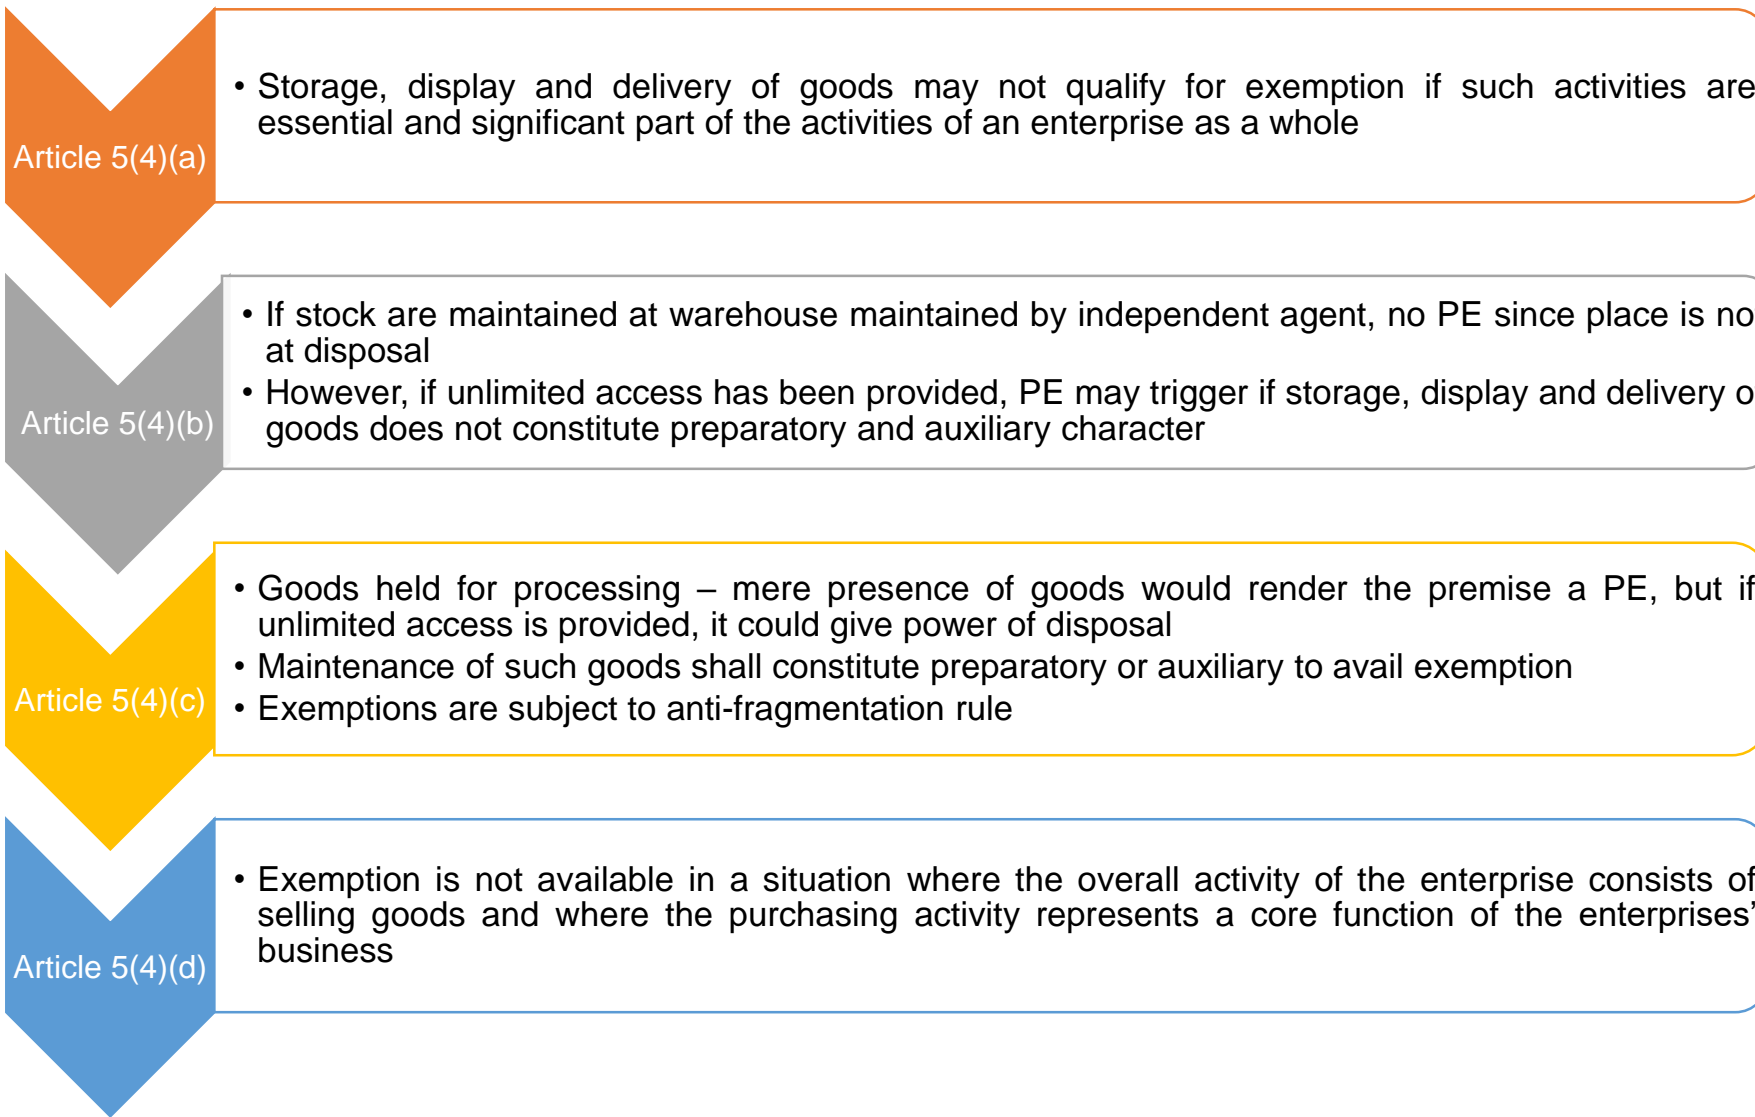 • Storage, display and delivery of goods may not qualify for exemption if such activities are
essential and significant part of the activities of an enterprise as a whole
Article 5(4)(a)
• If stock are maintained at warehouse maintained by independent agent, no PE since place is no
at disposal
• However, if unlimited access has been provided, PE may trigger if storage, display and delivery o
goods does not constitute preparatory and auxiliary character
Article 5(4)(b)
• Goods held for processing – mere presence of goods would render the premise a PE, but if
unlimited access is provided, it could give power of disposal
• Maintenance of such goods shall constitute preparatory or auxiliary to avail exemption
• Exemptions are subject to anti-fragmentation rule
Article 5(4)(c)
• Exemption is not available in a situation where the overall activity of the enterprise consists of
selling goods and where the purchasing activity represents a core function of the enterprises’
business
Article 5(4)(d)